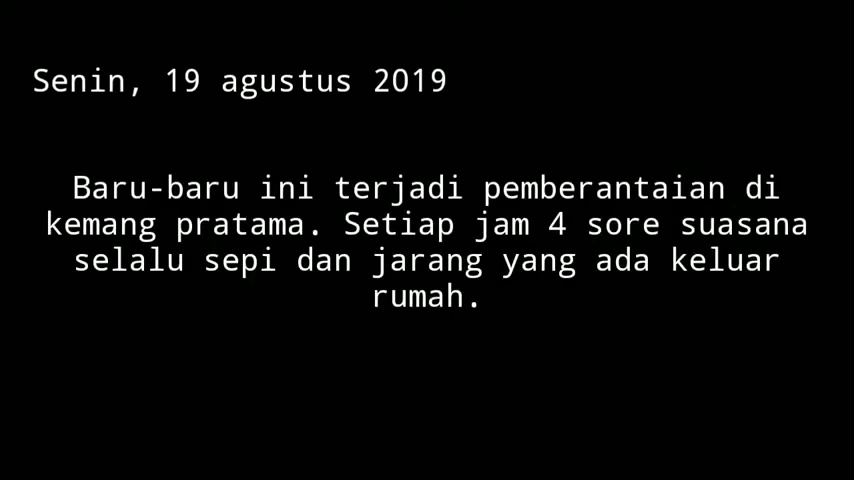 Senin, 19 agustus 2019
Baru-baru ini terjadi pemberantaian di
kemang pratama. Setiap jam 4 sore suasana
selalu sepi dan jarang yang ada keluar
rumah.